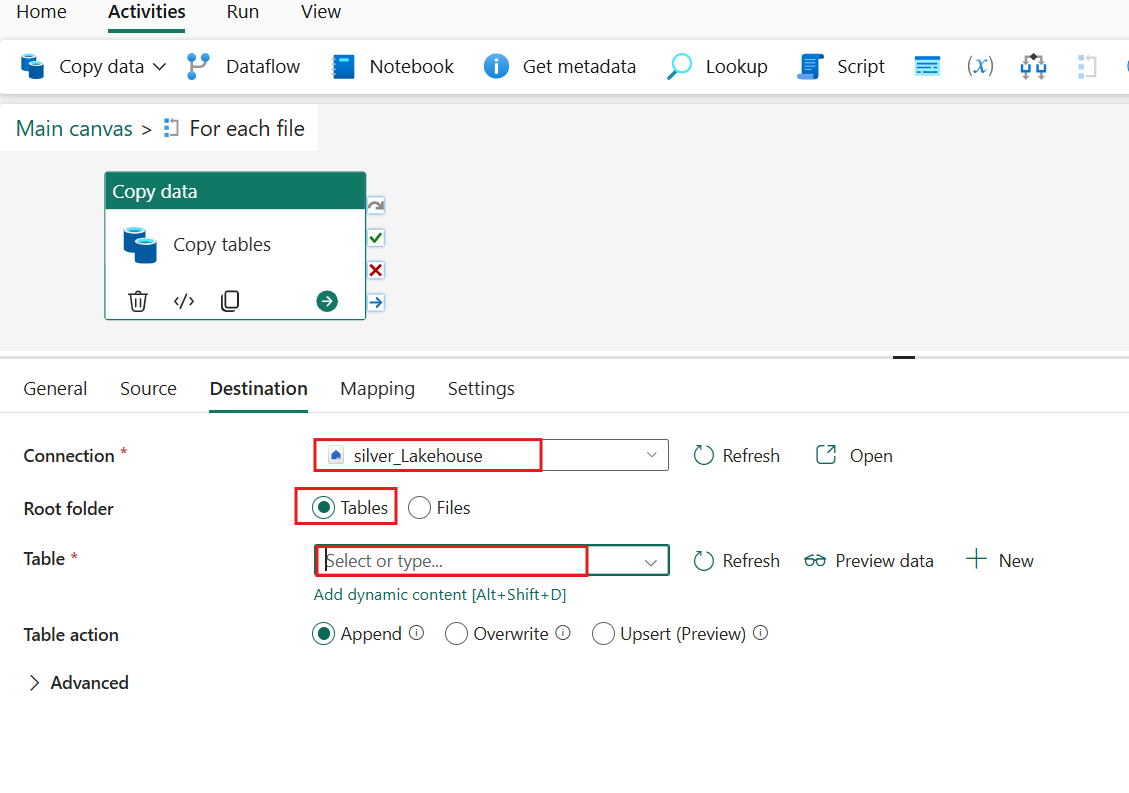 Home Activities Run View
Copy data Dataflow Notebook Get metadata Lookup Script (x)
Main canvas > For each file
Copy data
Copy tables
</>
General Source Destination Mapping Settings
Connection * silver_Lakehouse Refresh Open
Root folder Tables Files
Table * Select or type... Refresh Preview data New
Add dynamic content [Alt+Shift+D]
Table action Append Overwrite Upsert (Preview)
Advanced